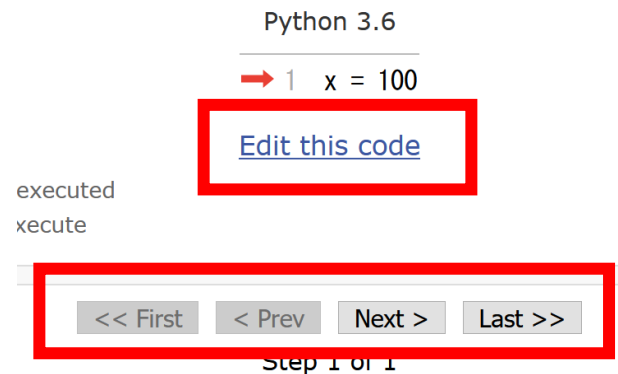 Python 3.6
1 x = 100
Edit this code
executed
xecute
<< First < Prev Next > Last >>
Step 1 of 1